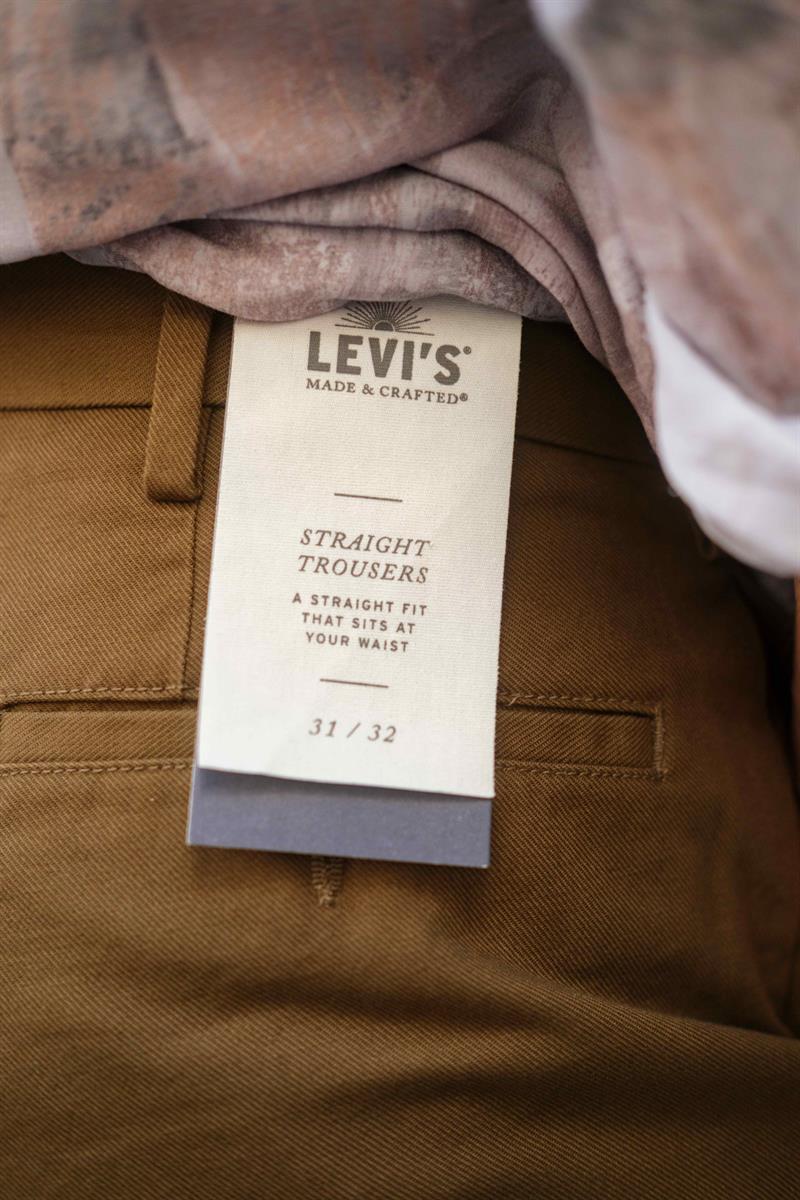 LEVI'S®
MADE & CRAFTED®
STRAIGHT
TROUSERS
A STRAIGHT FIT
THAT SITS AT
YOUR WAIST
31 / 32